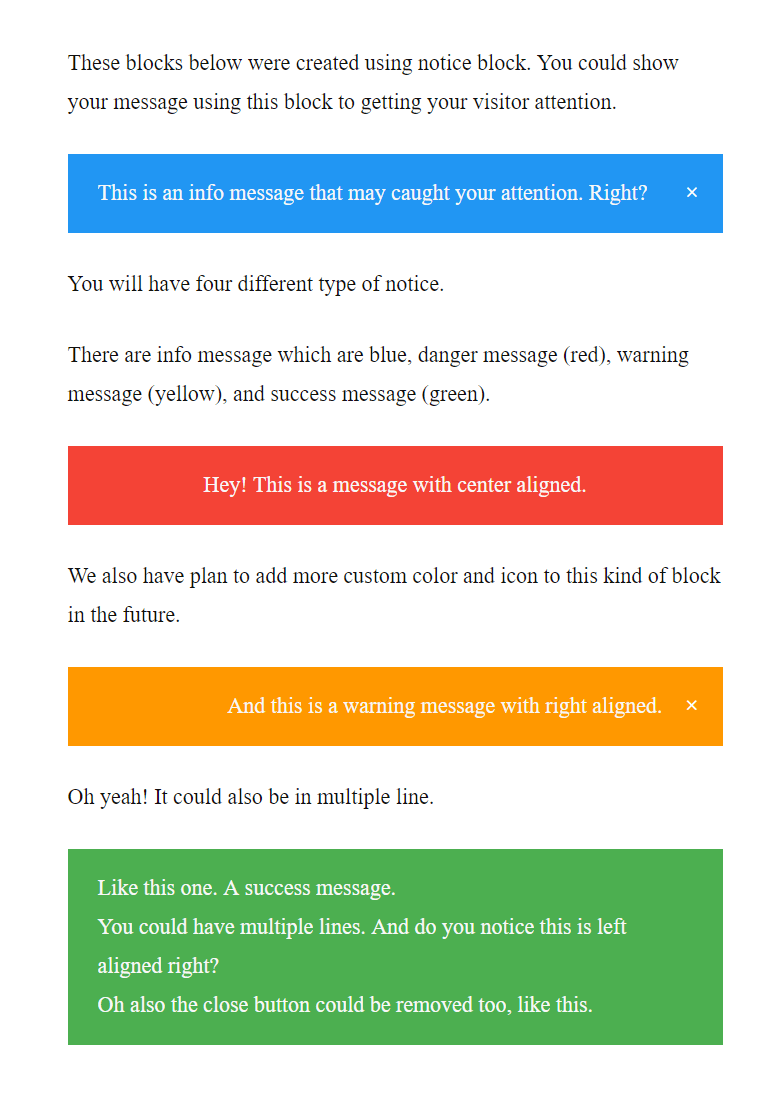 These blocks below were created using notice block. You could show
your message using this block to getting your visitor attention.
This is an info message that may caught your attention. Right? ×
You will have four different type of notice.
There are info message which are blue, danger message (red), warning
message (yellow), and success message (green).
Hey! This is a message with center aligned.
We also have plan to add more custom color and icon to this kind of block
in the future.
And this is a warning message with right aligned. ×
Oh yeah! It could also be in multiple line.
Like this one. A success message.
You could have multiple lines. And do you notice this is left
aligned right?
Oh also the close button could be removed too, like this.